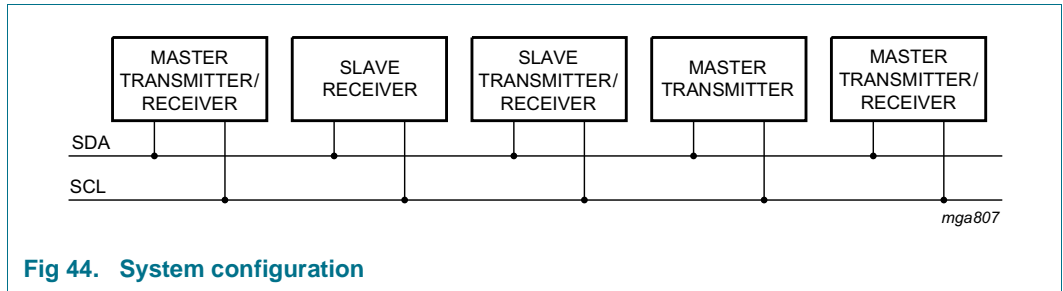 MASTER
TRANSMITTER/
RECEIVER
SLAVE
RECEIVER
SLAVE
TRANSMITTER/
RECEIVER
MASTER
TRANSMITTER
MASTER
TRANSMITTER/
RECEIVER
SDA
SCL
mga807
Fig 44. System configuration